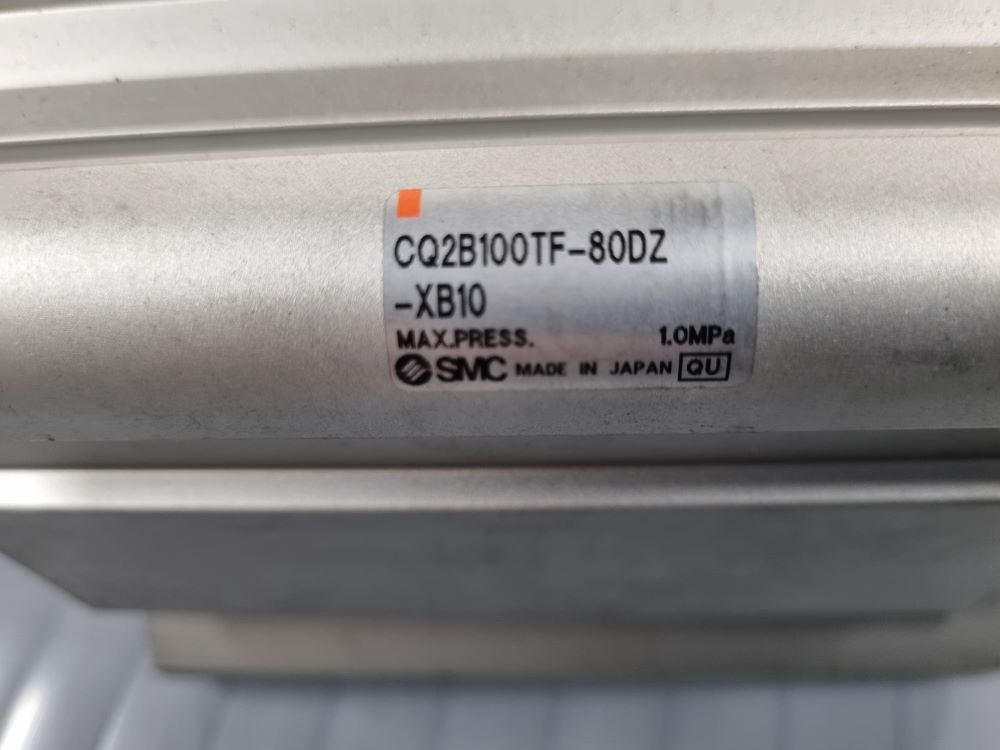 CQ2B100TF-80DZ
-XB10
MAX.PRESS. 1.0MPa
SMC MADE IN JAPAN QU